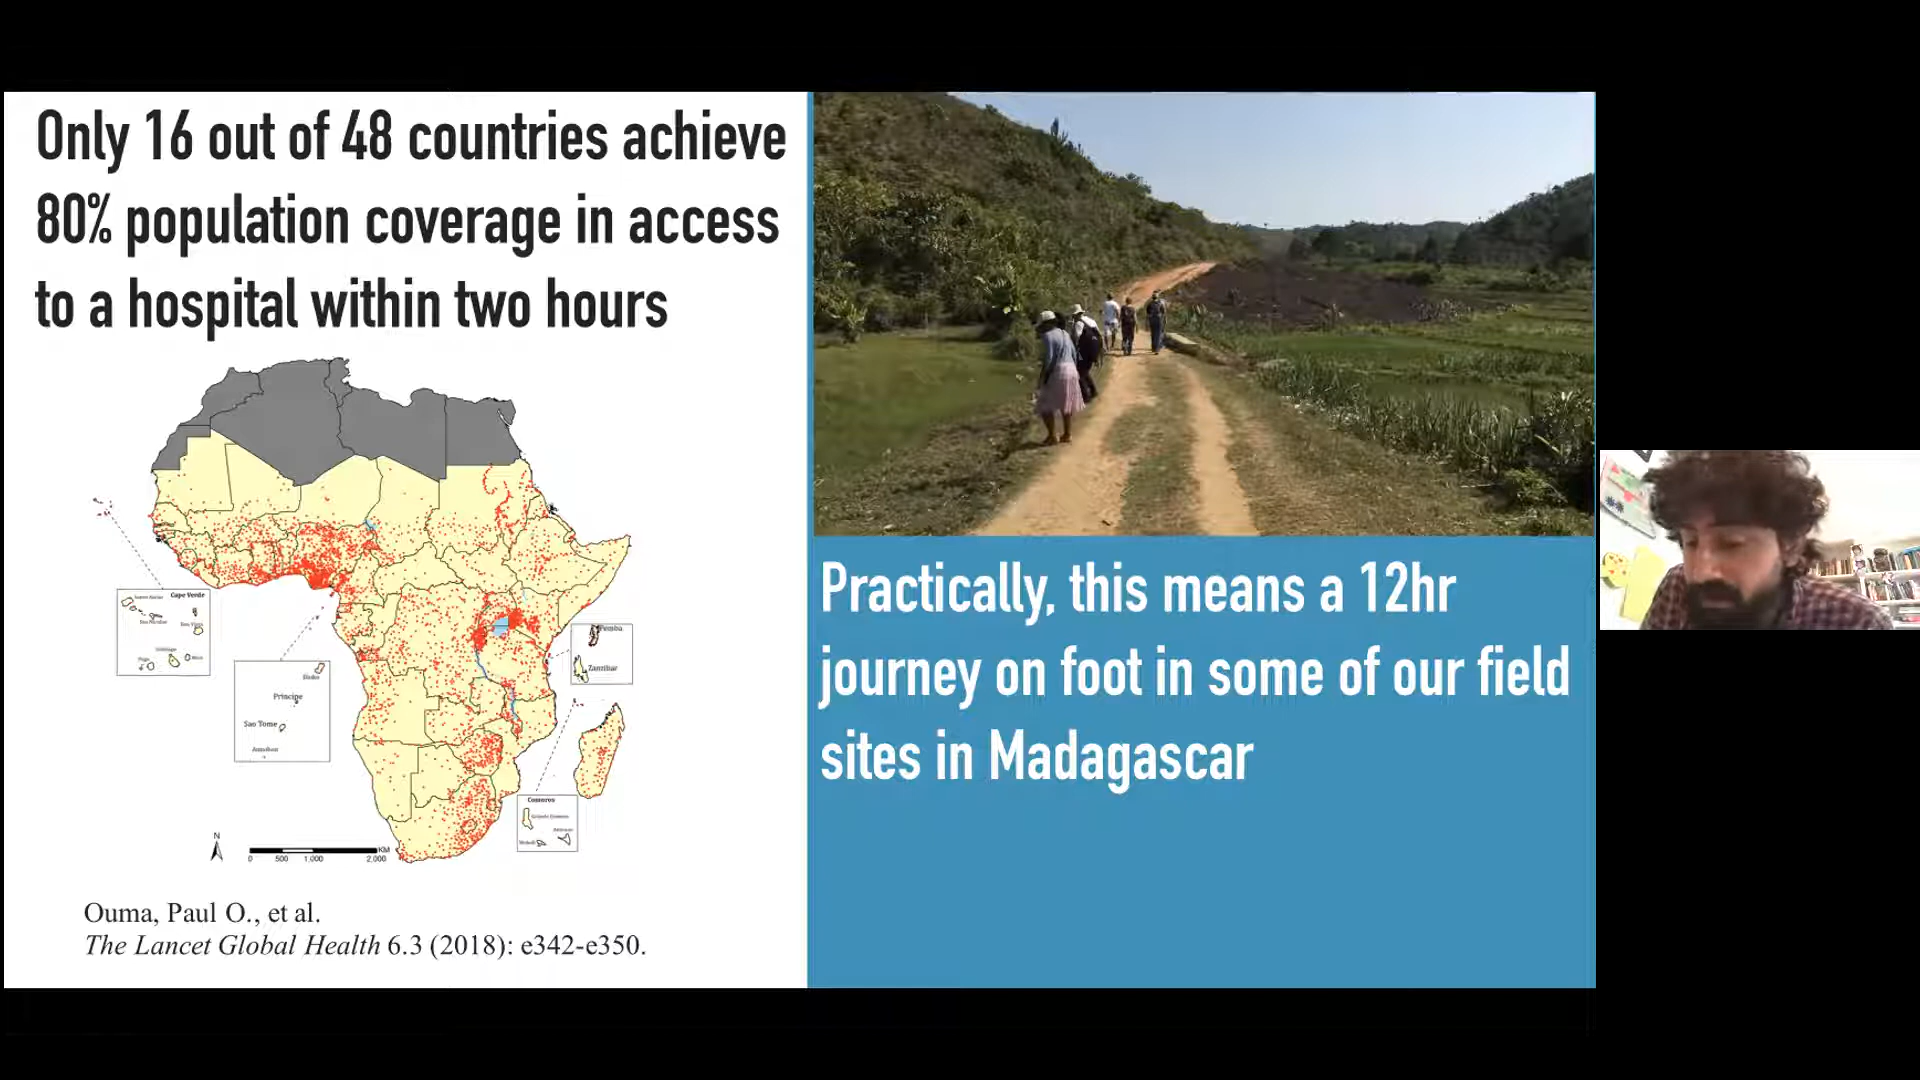 Only 16 out of 48 countries achieve
80% population coverage in access
to a hospital within two hours
Cape Verde
Pemba
Zanzibar
Principe
Sao Tome
Annobon
Comoros
N
KM
0 500 1,000 2,000
Ouma, Paul O., et al.
The Lancet Global Health 6.3 (2018): e342-e350.
Practically, this means a 12hr
journey on foot in some of our field
sites in Madagascar